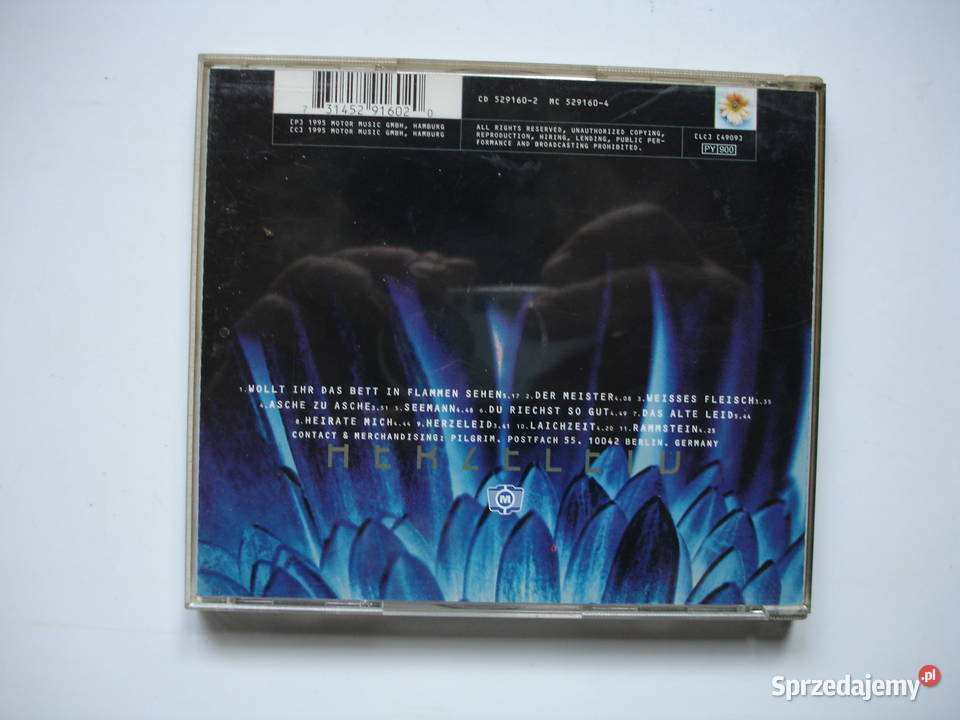 7 31452 91602 0
[P] 1995 MOTOR MUSIC GMBH, HAMBURG
[C] 1995 MOTOR MUSIC GMBH, HAMBURG
CD 529160-2 MC 529160-4
ALL RIGHTS RESERVED, UNAUTHORIZED COPYING,
REPRODUCTION, HIRING, LENDING, PUBLIC PER-
FORMANCE AND BROADCASTING PROHIBITED.
[LC] [4909]
PY 900
1.WOLLT IHR DAS BETT IN FLAMMEN SEHEN5.17 2.DER MEISTER4.08 3.WEISSES FLEISCH3.35
4.ASCHE ZU ASCHE3.51 5.SEEMANN4.48 6.DU RIECHST SO GUT4.49 7.DAS ALTE LEID5.44
8.HEIRATE MICH4.44 9.HERZELEID3.41 10.LAICHZEIT4.20 11.RAMMSTEIN4.25
CONTACT & MERCHANDISING: PILGRIM. POSTFACH 55. 10042 BERLIN. GERMANY
HERZELEID
M
Sprzedajemy.pl